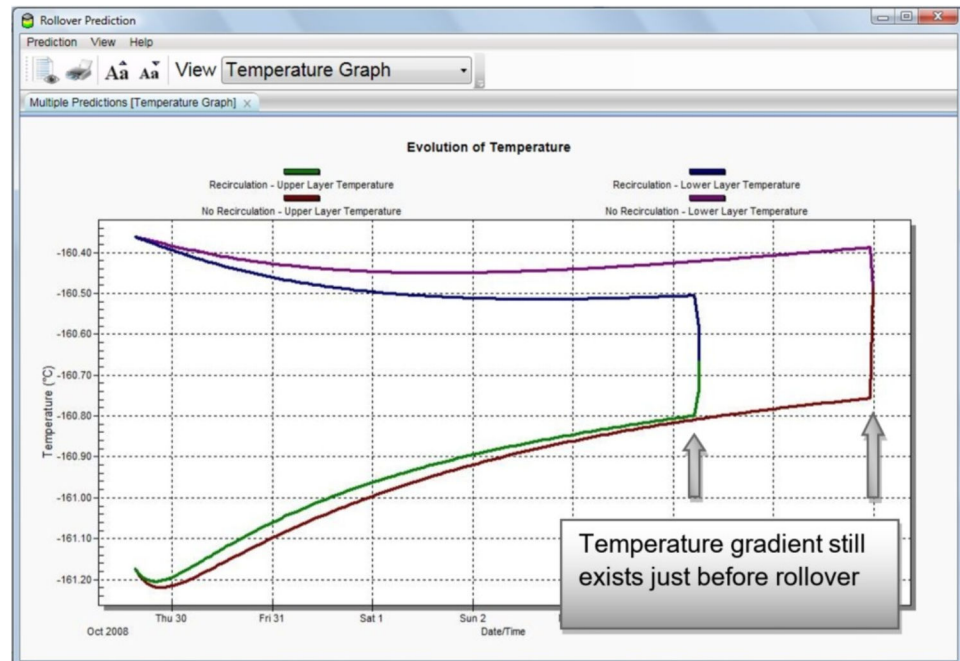 Rollover Prediction
Prediction View Help
Aa Aa View Temperature Graph
Multiple Predictions [Temperature Graph]
Evolution of Temperature
Recirculation - Upper Layer Temperature
Recirculation - Lower Layer Temperature
No Recirculation - Upper Layer Temperature
No Recirculation - Lower Layer Temperature
-160.40
-160.50
-160.60
-160.70
-160.80
-160.90
-161.00
-161.10
-161.20
Temperature (°C)
Thu 30 Fri 31 Sat 1 Sun 2
Oct 2008
Date/Time
Temperature gradient still
exists just before rollover